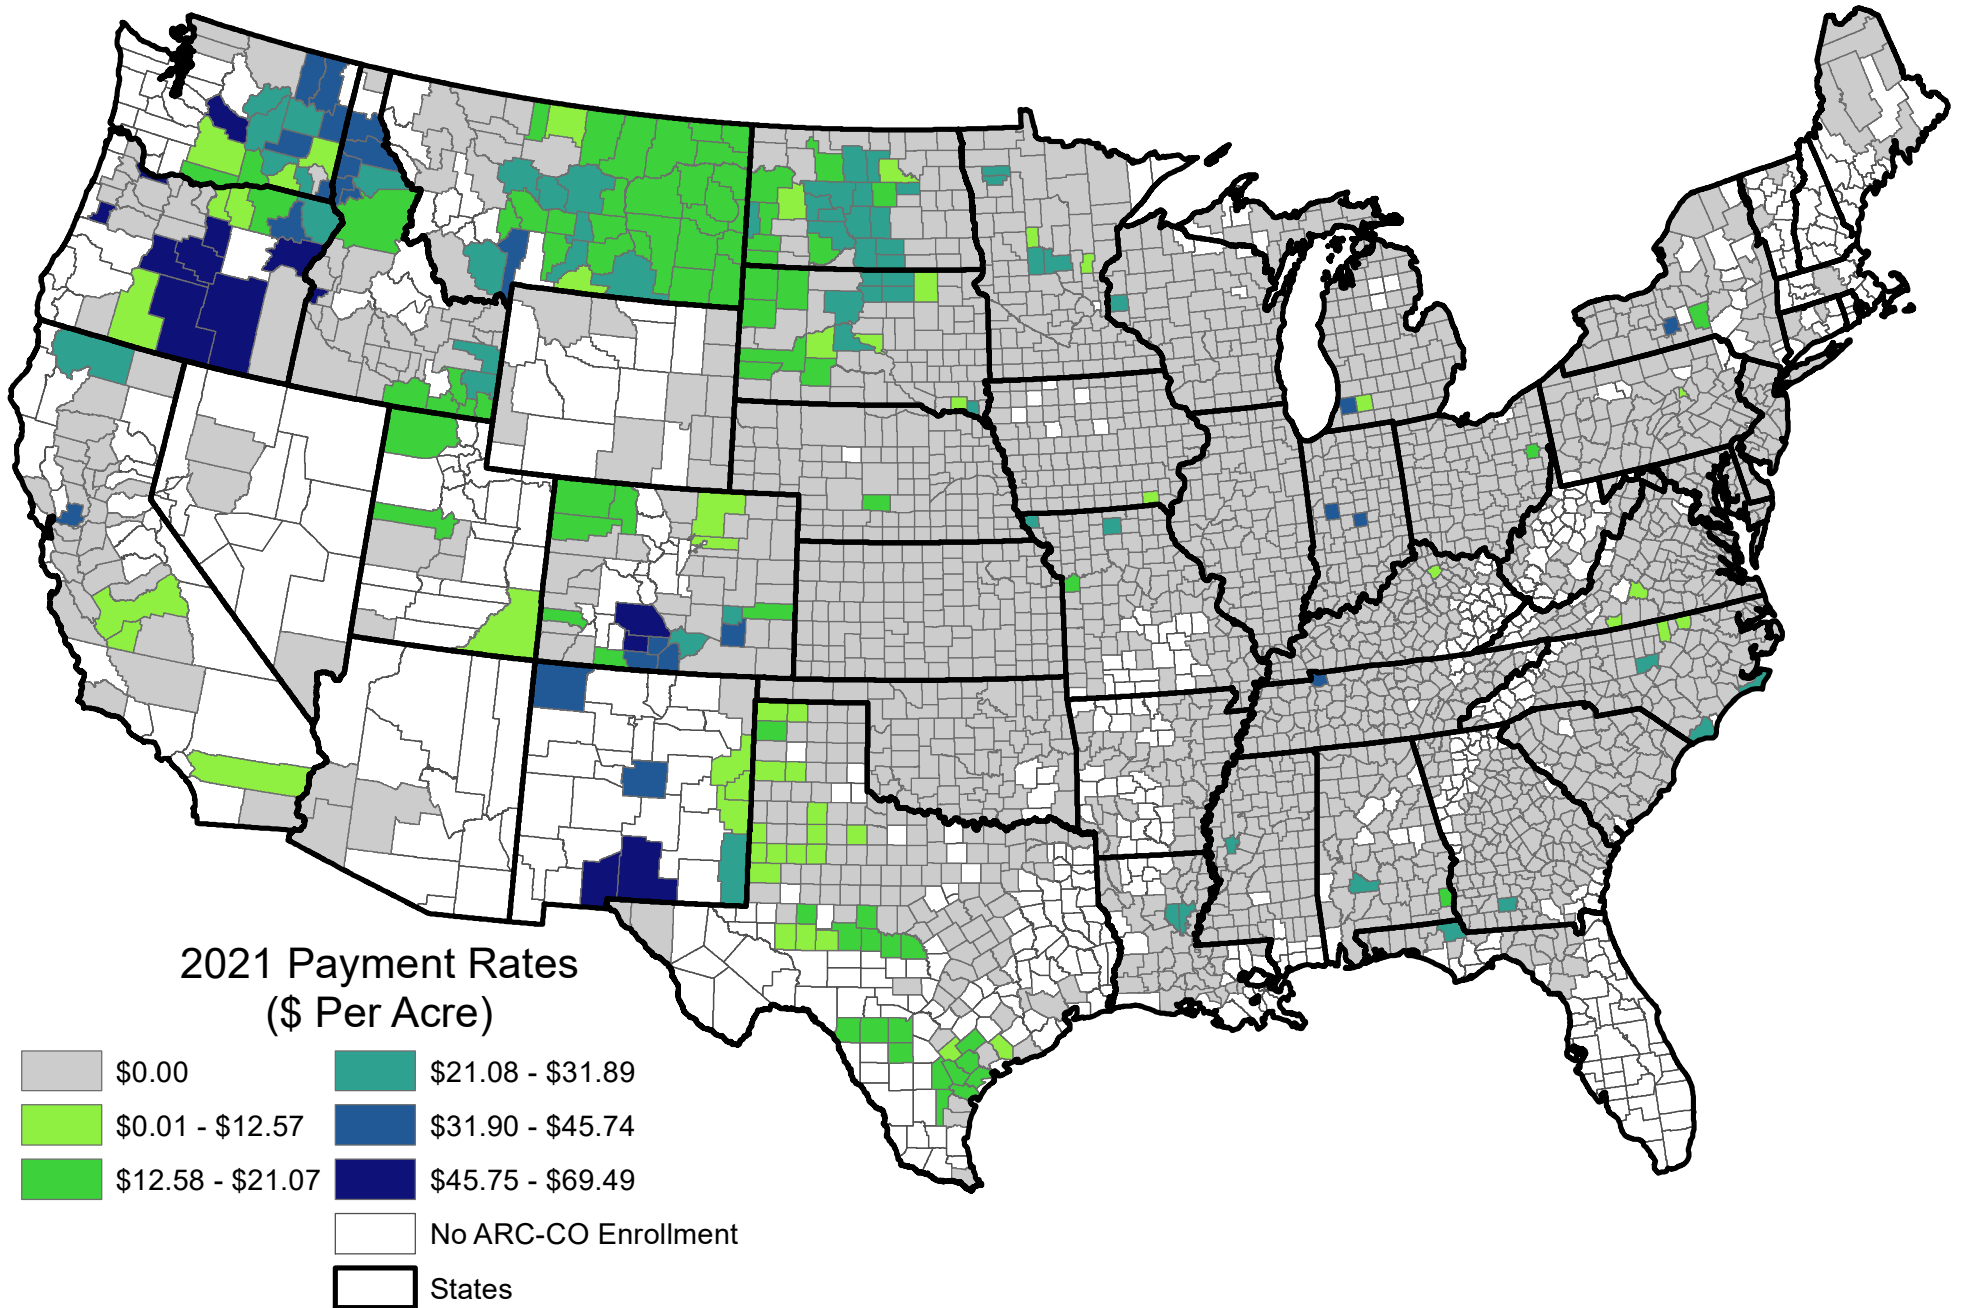 2021 Payment Rates
($ Per Acre)
$0.00
$0.01 - $12.57
$12.58 - $21.07
$21.08 - $31.89
$31.90 - $45.74
$45.75 - $69.49
No ARC-CO Enrollment
States